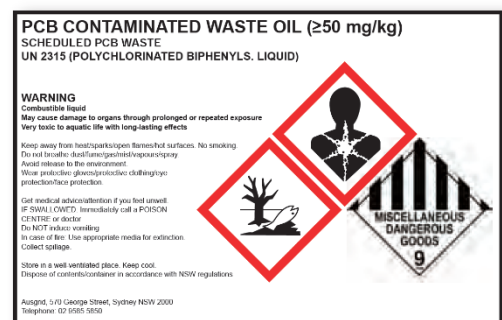 PCB CONTAMINATED WASTE OIL (≥50 mg/kg)
SCHEDULED PCB WASTE
UN 2315 (POLYCHLORINATED BIPHENYLS. LIQUID)
WARNING
Combustible liquid
May cause damage to organs through prolonged or repeated exposure
Very toxic to aquatic life with long-lasting effects
Keep away from heat/sparks/open flames/hot surfaces. No smoking.
Do not breathe dust/fume/gas/mist/vapours/spray
Avoid release to the environment.
Wear protective gloves/protective clothing/eye
protection/face protection.
Get medical advice/attention if you feel unwell
IF SWALLOWED. Immediately call a POISON
CENTRE or doctor
Do NOT induce vomiting
In case of fire. Use appropriate media for extinction.
Collect spillage.
Store in a well-ventilated place. Keep cool.
Dispose of contents/container in accordance with NSW regulations
Ausgrid, 570 George Street, Sydney NSW 2000
Telephone: 02 9585 5850
MISCELLANEOUS
DANGEROUS
GOODS
9